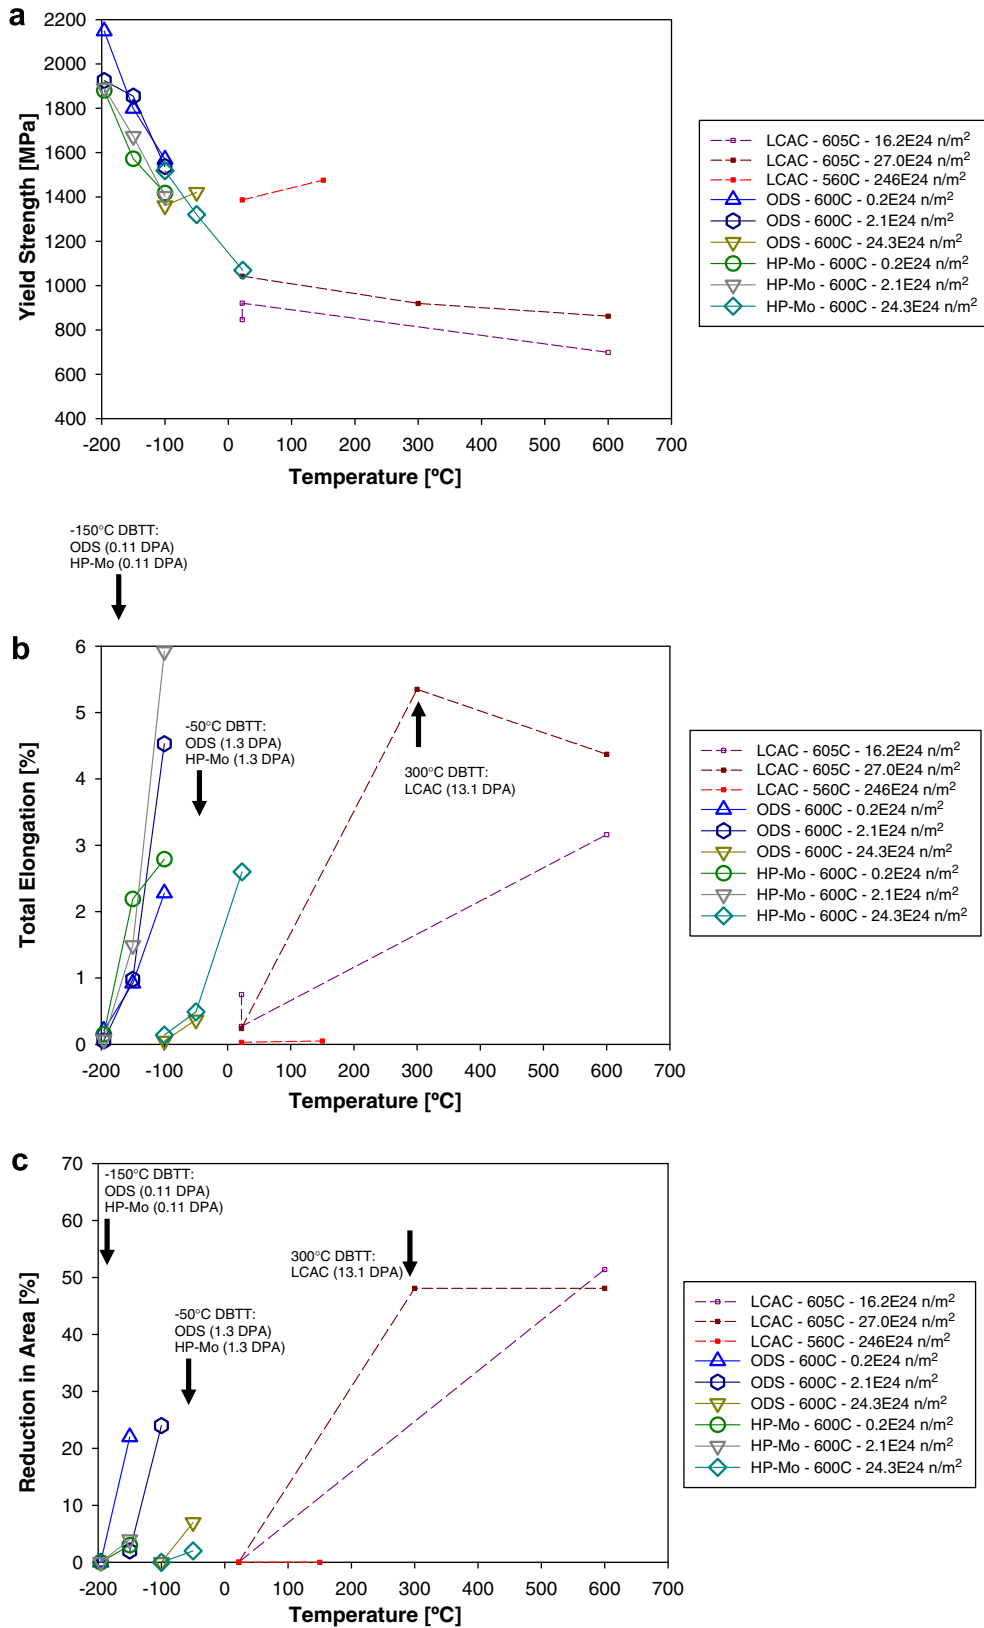 a
2200
2000
1800
1600
1400
1200
1000
800
600
400
Yield Strength [MPa]
-200 -100 0 100 200 300 400 500 600 700
Temperature [ºC]
LCAC - 605C - 16.2E24 n/m²
LCAC - 605C - 27.0E24 n/m²
LCAC - 560C - 246E24 n/m²
ODS - 600C - 0.2E24 n/m²
ODS - 600C - 2.1E24 n/m²
ODS - 600C - 24.3E24 n/m²
HP-Mo - 600C - 0.2E24 n/m²
HP-Mo - 600C - 2.1E24 n/m²
HP-Mo - 600C - 24.3E24 n/m²
-150°C DBTT:
ODS (0.11 DPA)
HP-Mo (0.11 DPA)
b
6
5
4
3
2
1
0
Total Elongation [%]
-50°C DBTT:
ODS (1.3 DPA)
HP-Mo (1.3 DPA)
300°C DBTT:
LCAC (13.1 DPA)
-200 -100 0 100 200 300 400 500 600 700
Temperature [ºC]
LCAC - 605C - 16.2E24 n/m²
LCAC - 605C - 27.0E24 n/m²
LCAC - 560C - 246E24 n/m²
ODS - 600C - 0.2E24 n/m²
ODS - 600C - 2.1E24 n/m²
ODS - 600C - 24.3E24 n/m²
HP-Mo - 600C - 0.2E24 n/m²
HP-Mo - 600C - 2.1E24 n/m²
HP-Mo - 600C - 24.3E24 n/m²
c
70
60
50
40
30
20
10
0
Reduction in Area [%]
-150°C DBTT:
ODS (0.11 DPA)
HP-Mo (0.11 DPA)
300°C DBTT:
LCAC (13.1 DPA)
-50°C DBTT:
ODS (1.3 DPA)
HP-Mo (1.3 DPA)
-200 -100 0 100 200 300 400 500 600 700
Temperature [ºC]
LCAC - 605C - 16.2E24 n/m²
LCAC - 605C - 27.0E24 n/m²
LCAC - 560C - 246E24 n/m²
ODS - 600C - 0.2E24 n/m²
ODS - 600C - 2.1E24 n/m²
ODS - 600C - 24.3E24 n/m²
HP-Mo - 600C - 0.2E24 n/m²
HP-Mo - 600C - 2.1E24 n/m²
HP-Mo - 600C - 24.3E24 n/m²